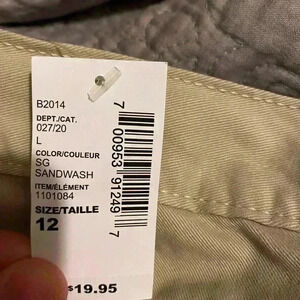 B2014
DEPT./CAT.
027/20
L
COLOR/COULEUR
SG
SANDWASH
ITEM/ÉLÉMENT
1101084
SIZE/TAILLE
12
$19.95
7 00953 91249 7